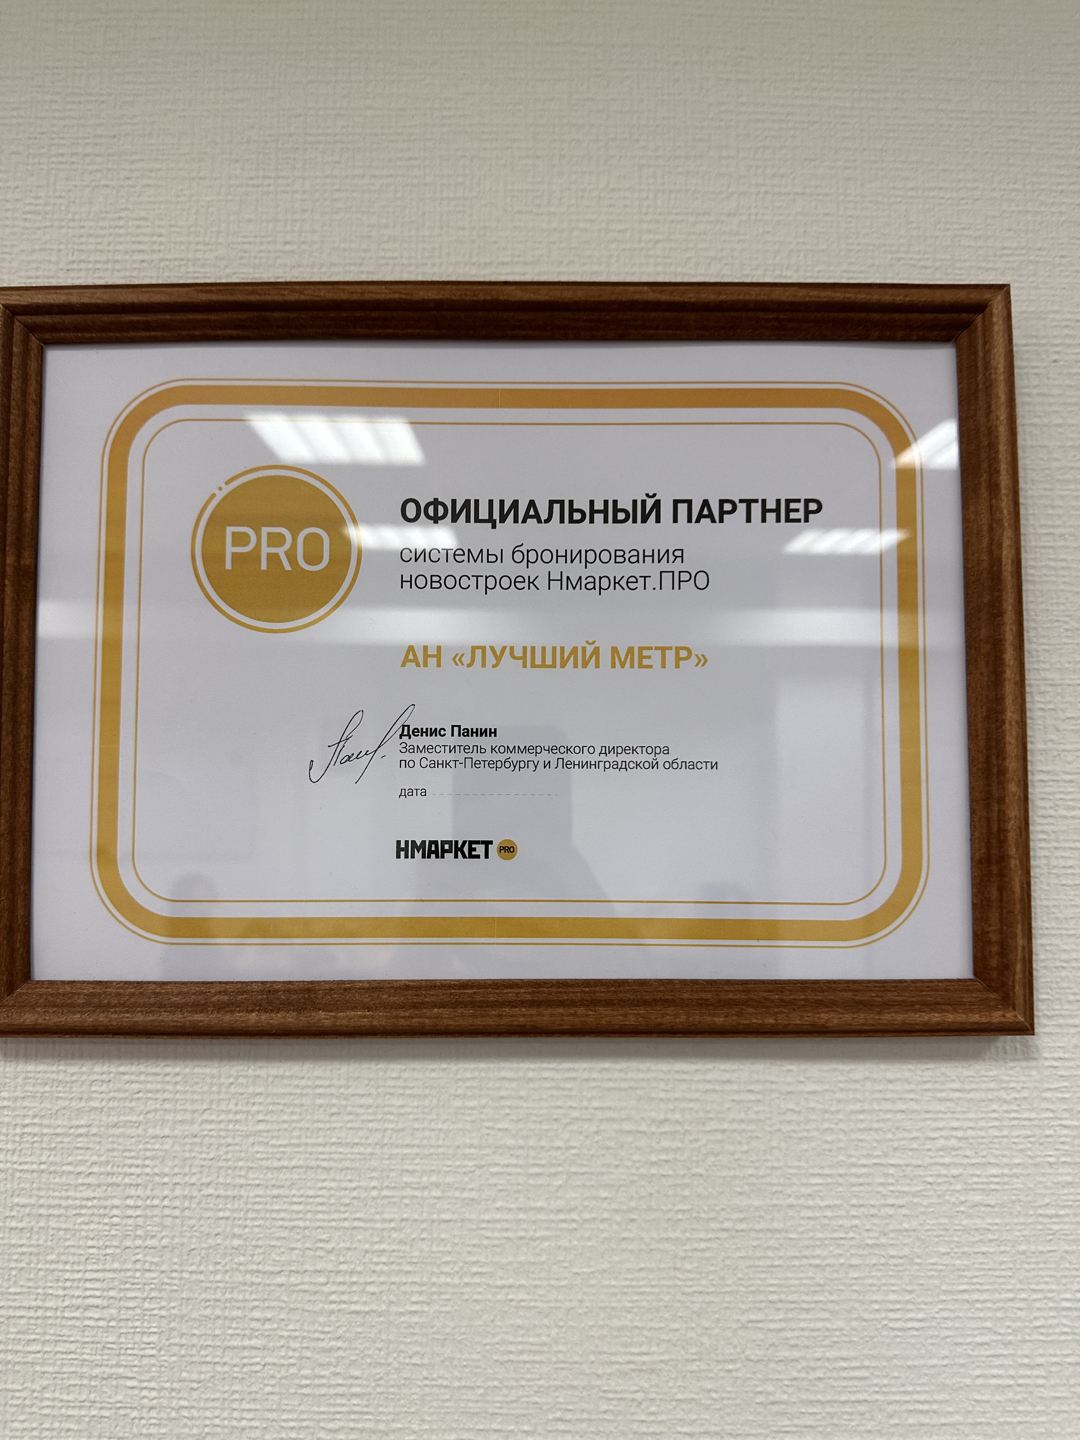 PRO
ОФИЦИАЛЬНЫЙ ПАРТНЕР
системы бронирования
новостроек Нмаркет.ПРО
АН «ЛУЧШИЙ МЕТР»
Денис Панин
Заместитель коммерческого директора
по Санкт-Петербургу и Ленинградской области
дата
НМАРКЕТ PRO